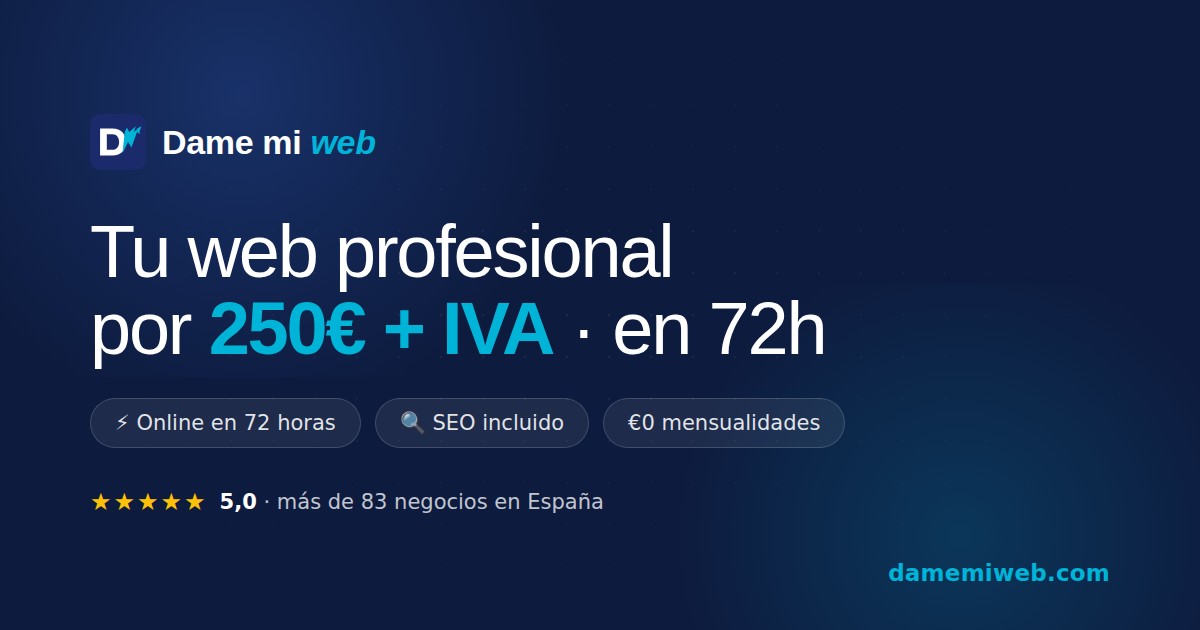 Dame mi web
Tu web profesional
por 250€ + IVA · en 72h
⚡ Online en 72 horas
🔍 SEO incluido
€0 mensualidades
★★★★★ 5,0 · más de 83 negocios en España
damemiweb.com